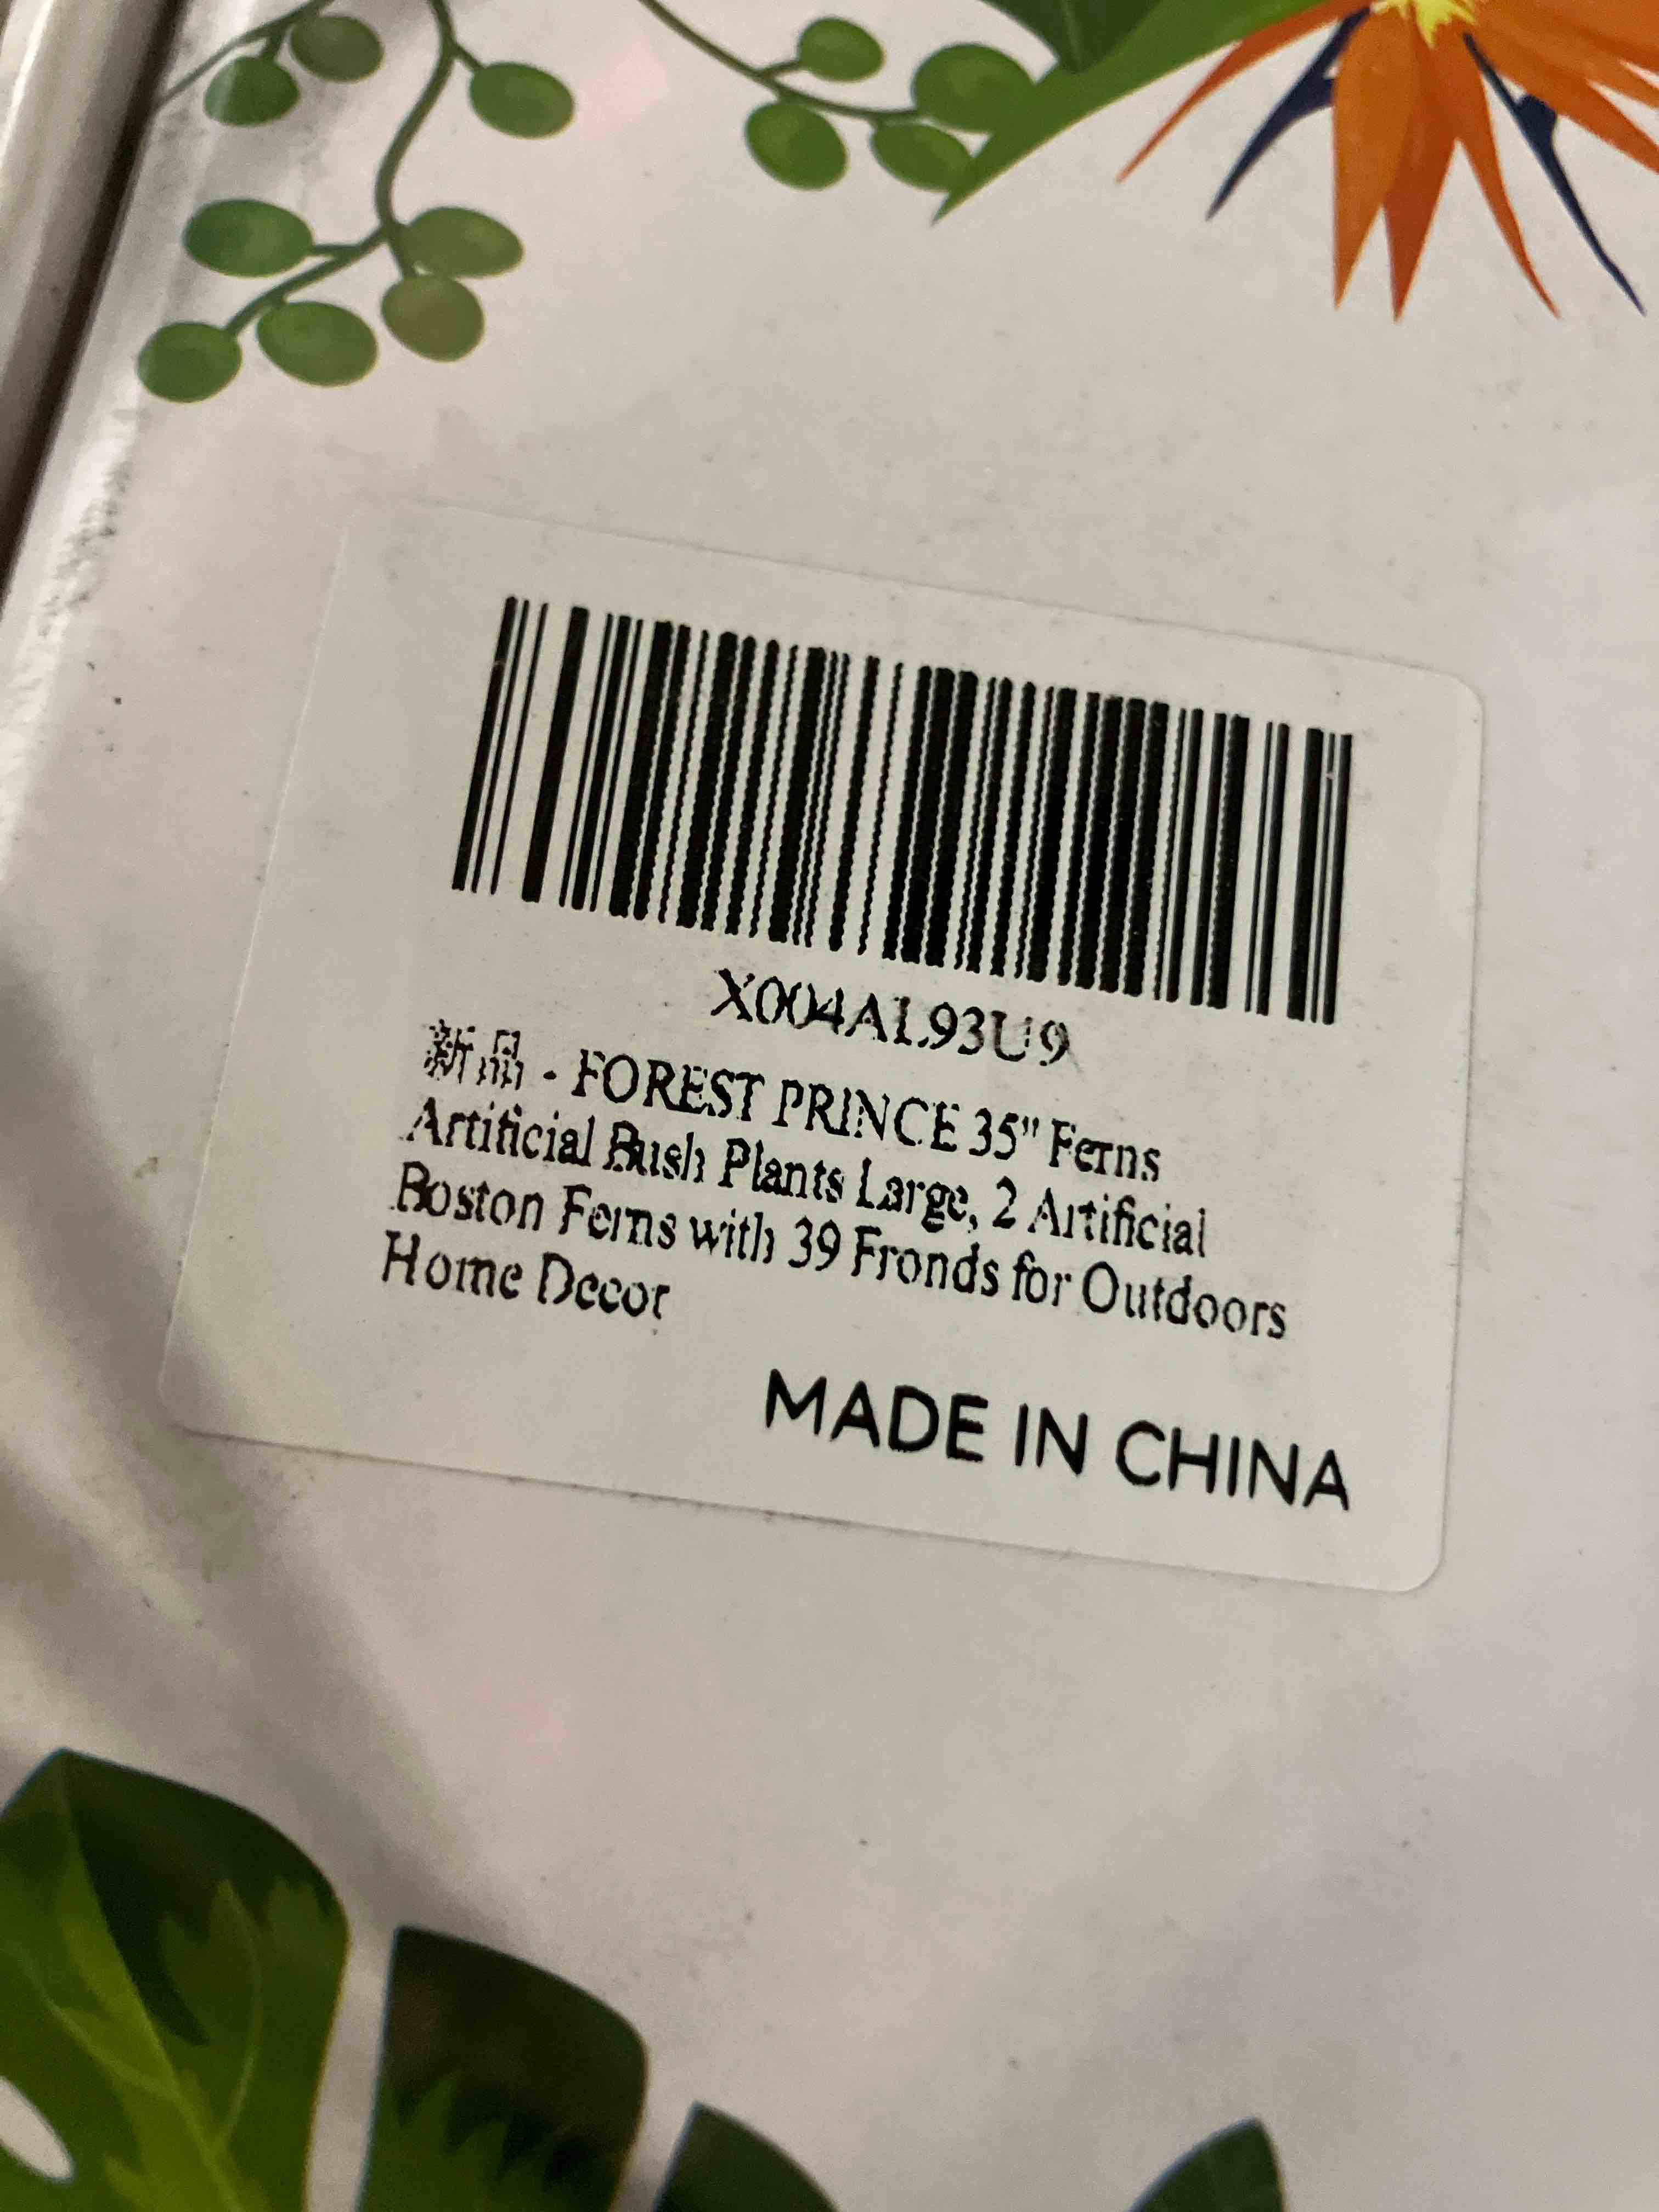 X004AL93U9
新品 - FOREST PRINCE 35" Ferns
Artificial Bush Plants Large, 2 Artificial
Boston Ferns with 39 Fronds for Outdoors
Home Decor
MADE IN CHINA